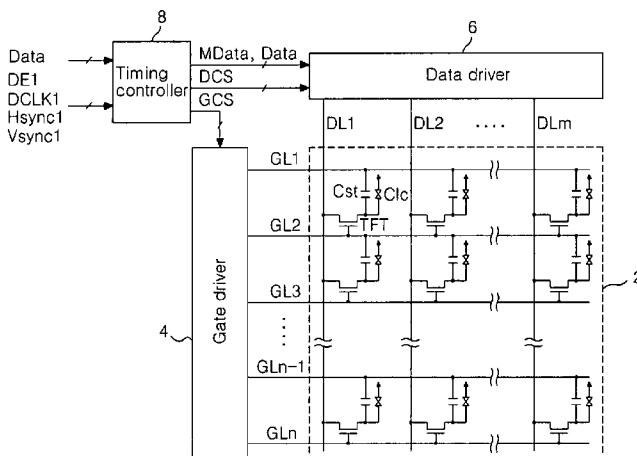 8
6
Data
DE1
DCLK1
Hsync1
Vsync1
Timing
controller
MData, Data
DCS
GCS
Data driver
DL1 DL2 .... DLm
GL1
Cst Clc
GL2
TFT
GL3
4
Gate driver
2
GLn-1
GLn